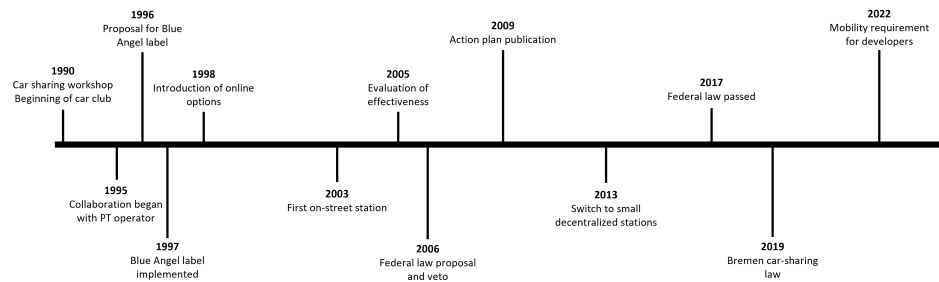 1990
Car sharing workshop
Beginning of car club
1995
Collaboration began
with PT operator
1996
Proposal for Blue
Angel label
1997
Blue Angel label
implemented
1998
Introduction of online
options
2003
First on-street station
2005
Evaluation of
effectiveness
2006
Federal law proposal
and veto
2009
Action plan publication
2013
Switch to small
decentralized stations
2017
Federal law passed
2019
Bremen car-sharing
law
2022
Mobility requirement
for developers